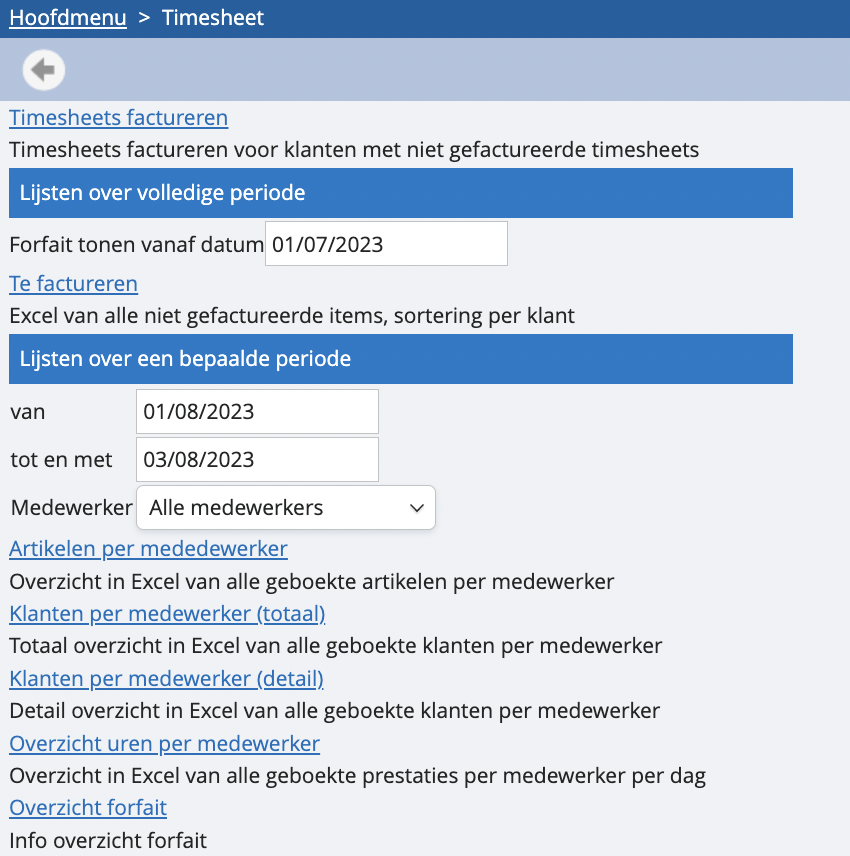 Hoofdmenu > Timesheet
Timesheets factureren
Timesheets factureren voor klanten met niet gefactureerde timesheets
Lijsten over volledige periode
Forfait tonen vanaf datum 01/07/2023
Te factureren
Excel van alle niet gefactureerde items, sortering per klant
Lijsten over een bepaalde periode
van 01/08/2023
tot en met 03/08/2023
Medewerker Alle medewerkers
Artikelen per mededewerker
Overzicht in Excel van alle geboekte artikelen per medewerker
Klanten per medewerker (totaal)
Totaal overzicht in Excel van alle geboekte klanten per medewerker
Klanten per medewerker (detail)
Detail overzicht in Excel van alle geboekte klanten per medewerker
Overzicht uren per medewerker
Overzicht in Excel van alle geboekte prestaties per medewerker per dag
Overzicht forfait
Info overzicht forfait